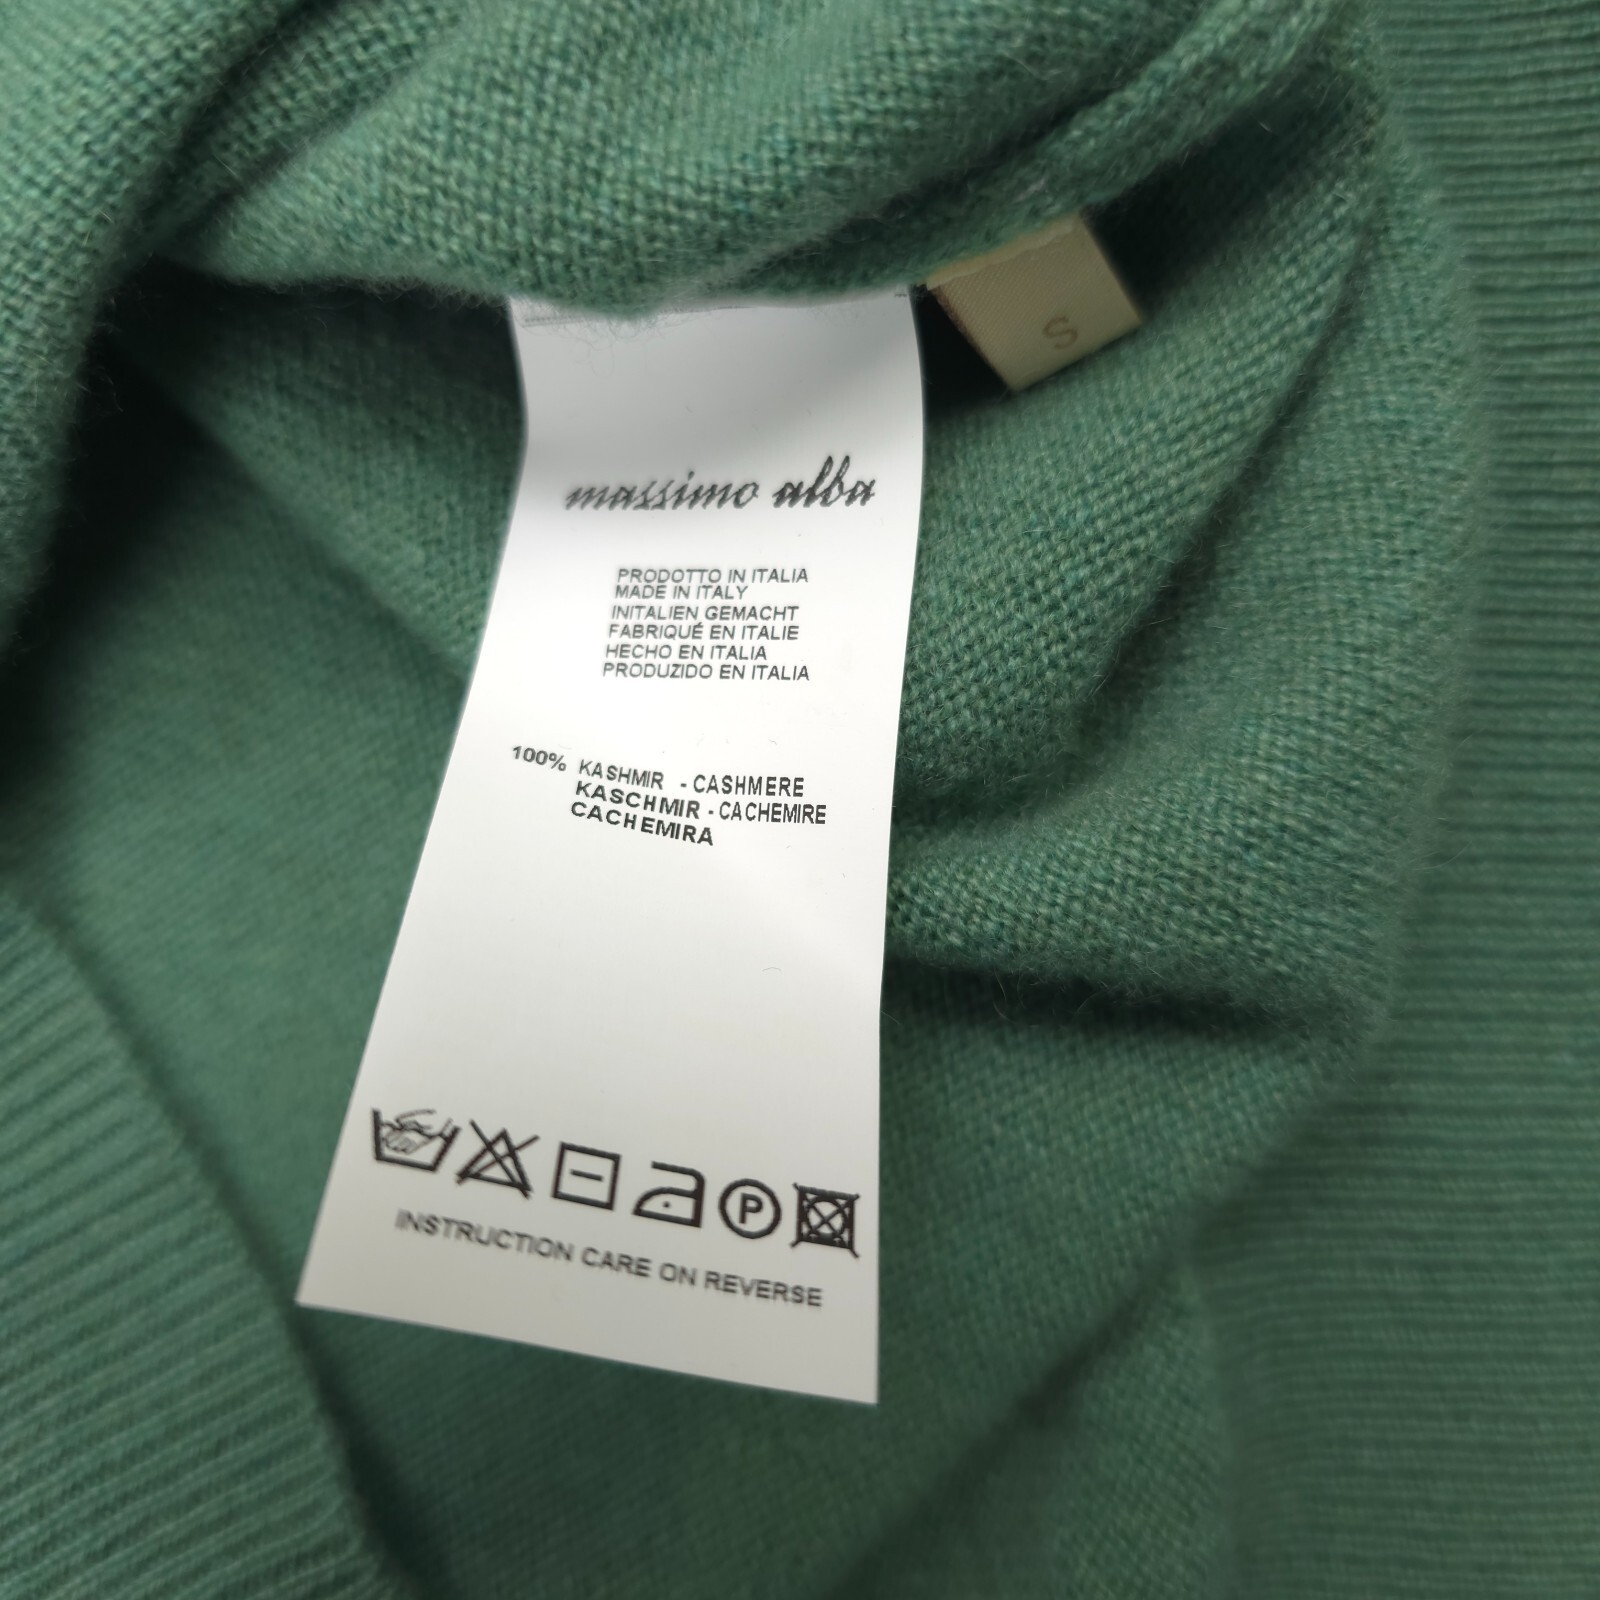 S
massimo alba
PRODOTTO IN ITALIA
MADE IN ITALY
INITALIEN GEMACHT
FABRIQUÉ EN ITALIE
HECHO EN ITALIA
PRODUZIDO EN ITALIA
100% KASHMIR - CASHMERE
KASCHMIR - CACHEMIRE
CACHEMIRA
P
INSTRUCTION CARE ON REVERSE